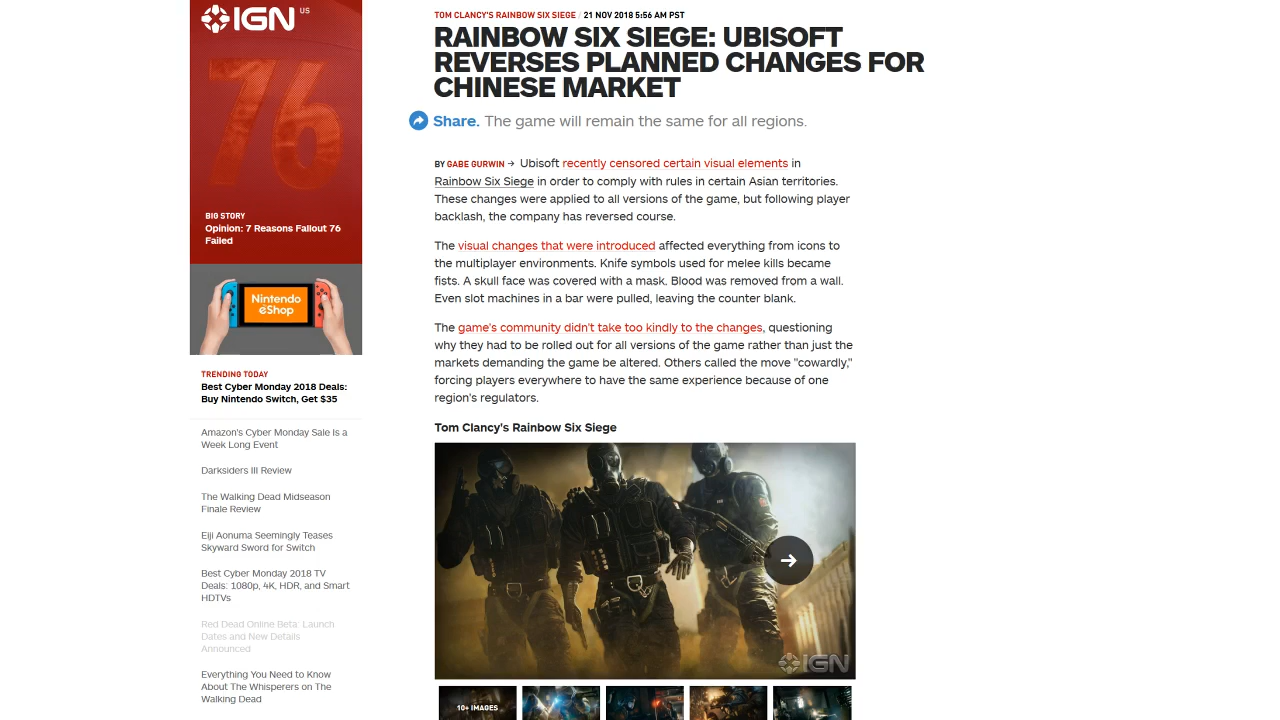 IGN US
76
BIG STORY
Opinion: 7 Reasons Fallout 76
Failed
Nintendo
eShop
TRENDING TODAY
Best Cyber Monday 2018 Deals:
Buy Nintendo Switch, Get $35
Amazon's Cyber Monday Sale Is a
Week Long Event
Darksiders III Review
The Walking Dead Midseason
Finale Review
Eiji Aonuma Seemingly Teases
Skyward Sword for Switch
Best Cyber Monday 2018 TV
Deals: 1080p, 4K, HDR, and Smart
HDTVs
Red Dead Online Beta: Launch
Dates and New Details
Announced
Everything You Need to Know
About The Whisperers on The
Walking Dead
TOM CLANCY'S RAINBOW SIX SIEGE / 21 NOV 2018 5:56 AM PST
RAINBOW SIX SIEGE: UBISOFT
REVERSES PLANNED CHANGES FOR
CHINESE MARKET
Share. The game will remain the same for all regions.
BY GABE GURWIN → Ubisoft recently censored certain visual elements in
Rainbow Six Siege in order to comply with rules in certain Asian territories.
These changes were applied to all versions of the game, but following player
backlash, the company has reversed course.
The visual changes that were introduced affected everything from icons to
the multiplayer environments. Knife symbols used for melee kills became
fists. A skull face was covered with a mask. Blood was removed from a wall.
Even slot machines in a bar were pulled, leaving the counter blank.
The game's community didn't take too kindly to the changes, questioning
why they had to be rolled out for all versions of the game rather than just the
markets demanding the game be altered. Others called the move "cowardly,"
forcing players everywhere to have the same experience because of one
region's regulators.
Tom Clancy's Rainbow Six Siege
IGN
10+ IMAGES